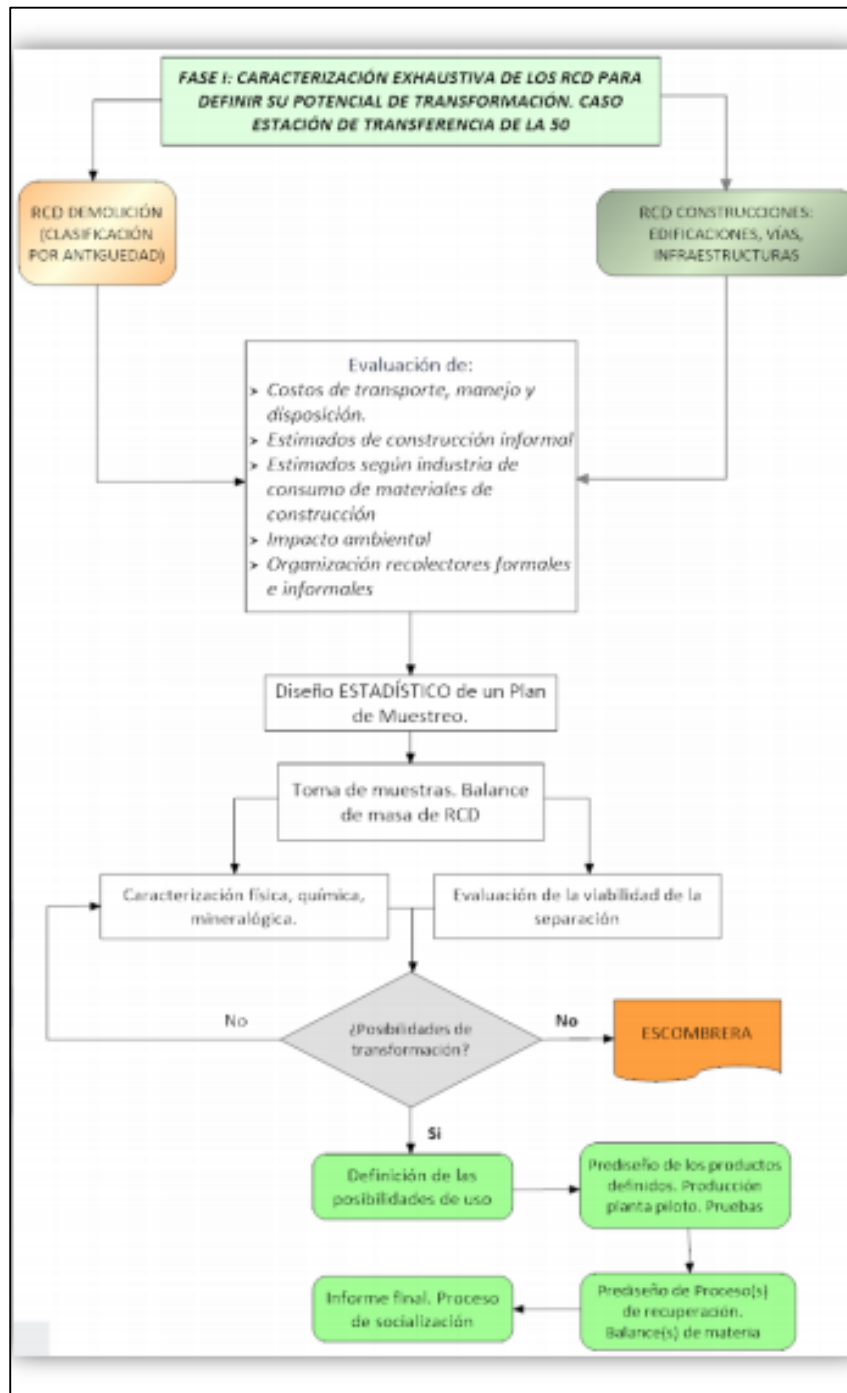 FASE I: CARACTERIZACIÓN EXHAUSTIVA DE LOS RCD PARA
DEFINIR SU POTENCIAL DE TRANSFORMACIÓN. CASO
ESTACIÓN DE TRANSFERENCIA DE LA 50
RCD DEMOLICIÓN
(CLASIFICACIÓN
POR ANTIGUEDAD)
RCD CONSTRUCCIONES:
EDIFICACIONES, VÍAS,
INFRAESTRUCTURAS
Evaluación de:
➤ Costos de transporte, manejo y
disposición.
➤ Estimados de construcción informal
➤ Estimados según industria de
consumo de materiales de
construcción
➤ Impacto ambiental
➤ Organización recolectores formales
e informales
Diseño ESTADÍSTICO de un Plan
de Muestreo.
Toma de muestras. Balance
de masa de RCD
Caracterización física, química,
mineralógica.
Evaluación de la viabilidad de la
separación
No
¿Posibilidades de
transformación?
No
ESCOMBRERA
Si
Definición de las
posibilidades de uso
Prediseño de los productos
definidos. Producción
planta piloto. Pruebas
Informe final. Proceso
de socialización
Prediseño de Proceso(s)
de recuperación.
Balance(s) de materia